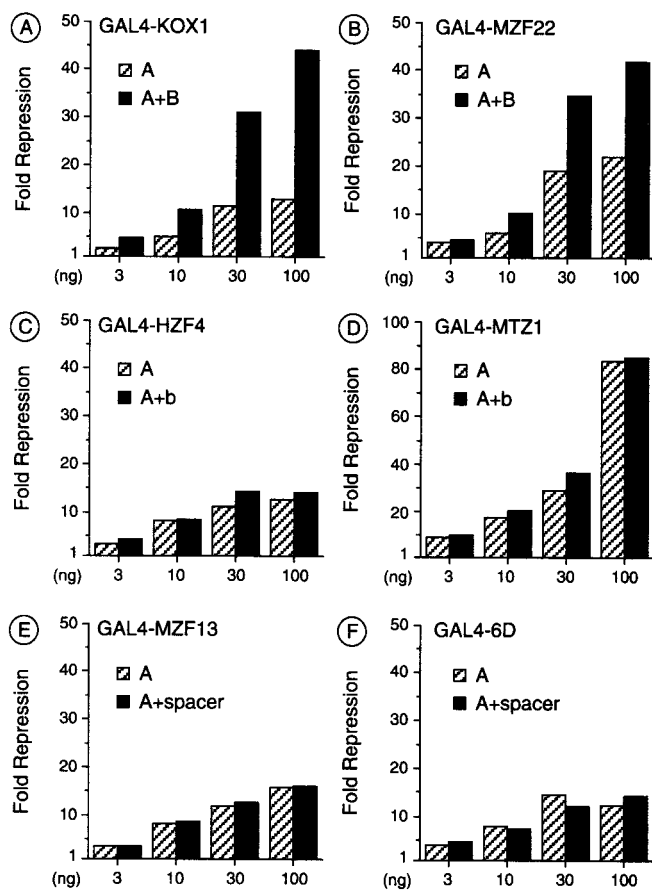 A GAL4-KOX1
Fold Repression
50
40
30
20
10
1
A
A+B
(ng) 3 10 30 100
B GAL4-MZF22
Fold Repression
50
40
30
20
10
1
A
A+B
(ng) 3 10 30 100
C GAL4-HZF4
Fold Repression
50
40
30
20
10
1
A
A+b
(ng) 3 10 30 100
D GAL4-MTZ1
Fold Repression
100
80
60
40
20
1
A
A+b
(ng) 3 10 30 100
E GAL4-MZF13
Fold Repression
50
40
30
20
10
1
A
A+spacer
(ng) 3 10 30 100
F GAL4-6D
Fold Repression
50
40
30
20
10
1
A
A+spacer
(ng) 3 10 30 100